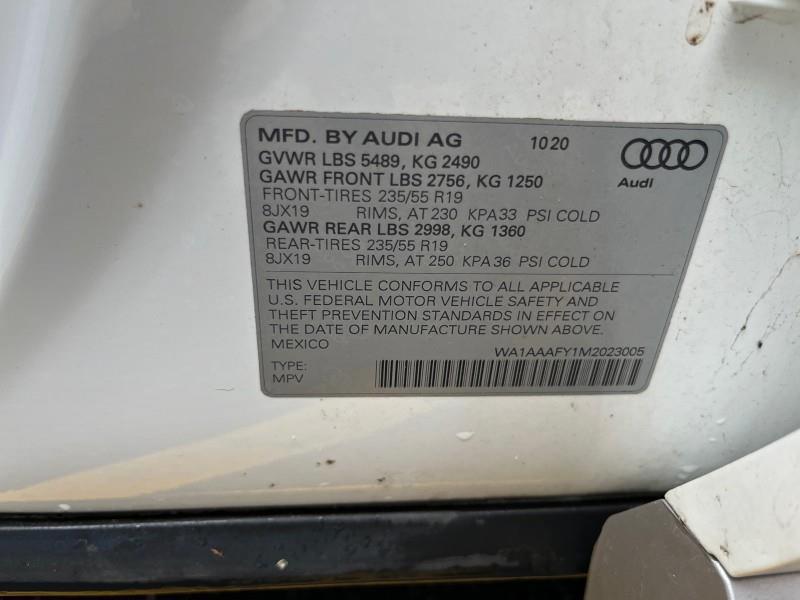 MFD. BY AUDI AG 10 20
GVWR LBS 5489, KG 2490
GAWR FRONT LBS 2756, KG 1250
Audi
FRONT-TIRES 235/55 R19
8JX19 RIMS, AT 230 KPA33 PSI COLD
GAWR REAR LBS 2998, KG 1360
REAR-TIRES 235/55 R19
8JX19 RIMS, AT 250 KPA36 PSI COLD
THIS VEHICLE CONFORMS TO ALL APPLICABLE
U.S. FEDERAL MOTOR VEHICLE SAFETY AND
THEFT PREVENTION STANDARDS IN EFFECT ON
THE DATE OF MANUFACTURE SHOWN ABOVE.
MEXICO WA1AAAFY1M2023005
TYPE:
MPV